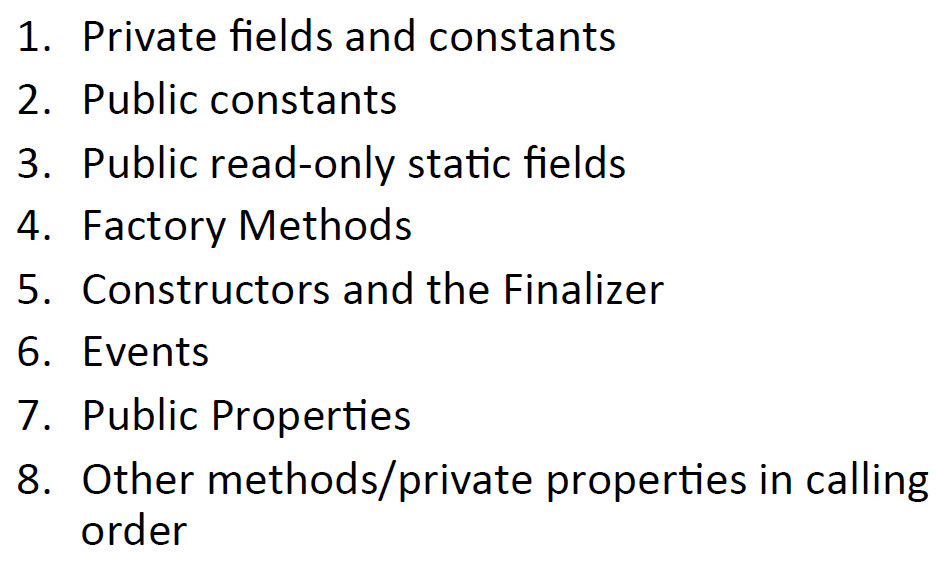 1. Private fields and constants
2. Public constants
3. Public read-only static fields
4. Factory Methods
5. Constructors and the Finalizer
6. Events
7. Public Properties
8. Other methods/private properties in calling
order